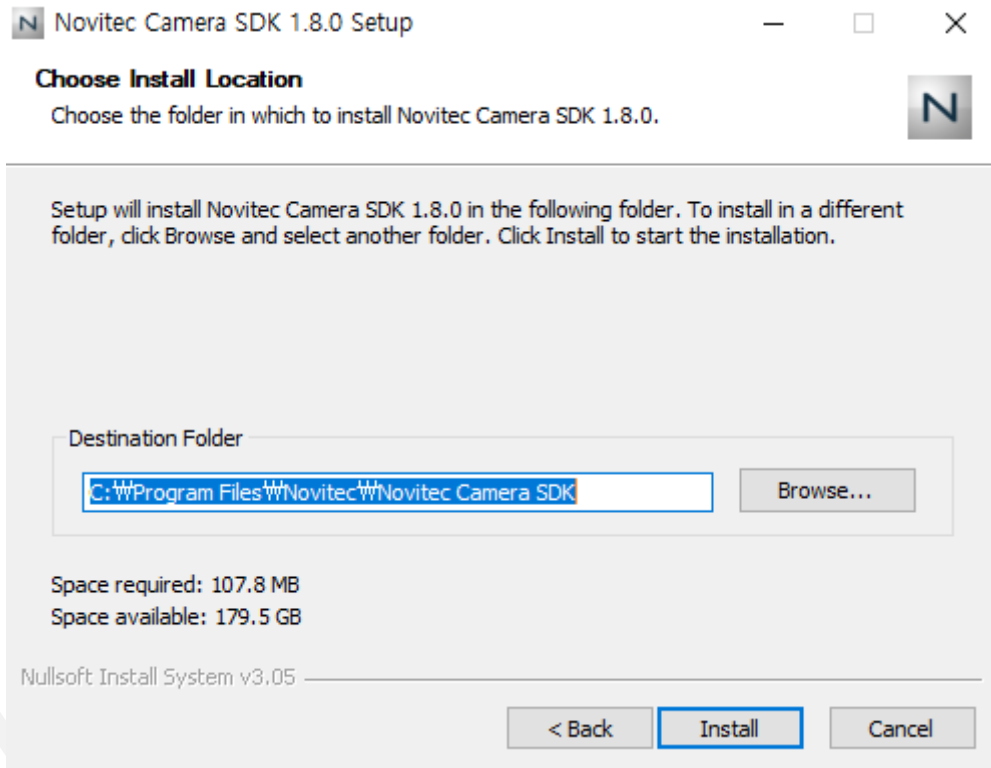 N Novitec Camera SDK 1.8.0 Setup
Choose Install Location
Choose the folder in which to install Novitec Camera SDK 1.8.0.
N
Setup will install Novitec Camera SDK 1.8.0 in the following folder. To install in a different
folder, click Browse and select another folder. Click Install to start the installation.
Destination Folder
C:₩Program Files₩Novitec₩Novitec Camera SDK
Browse...
Space required: 107.8 MB
Space available: 179.5 GB
Nullsoft Install System v3.05
< Back Install Cancel